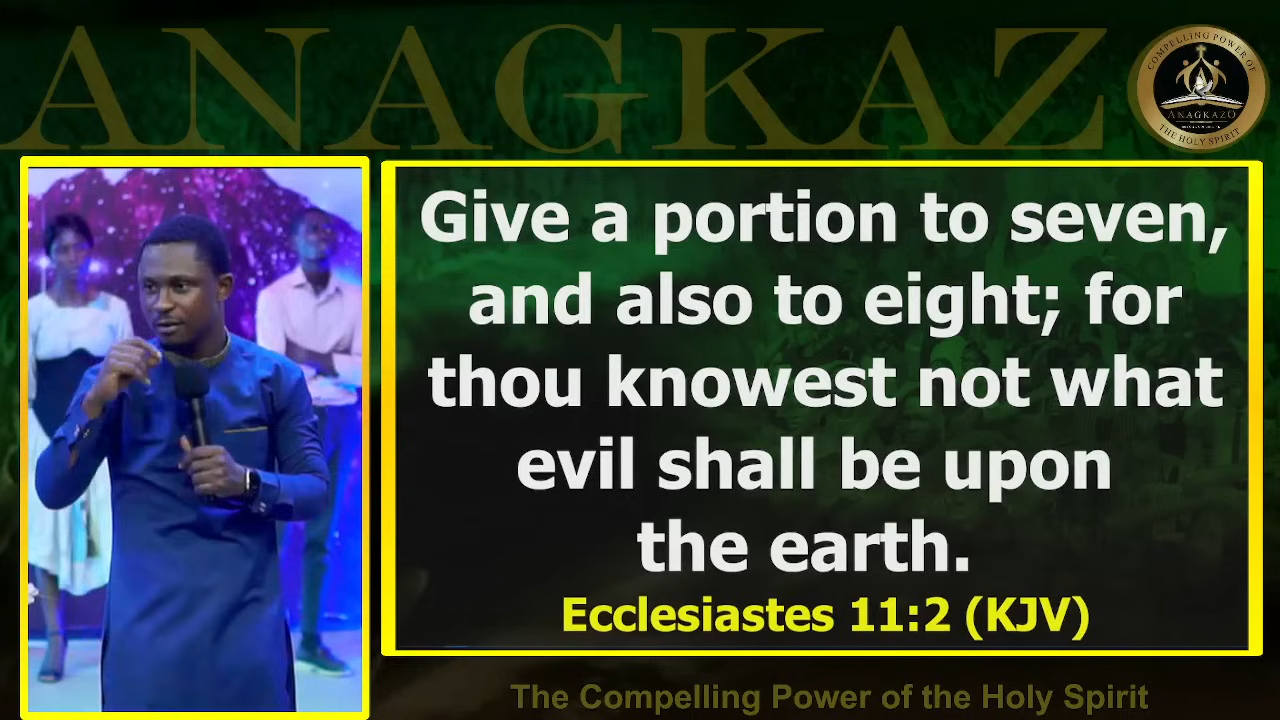 ANAGKAZO
COMPELLING POWER OF
ANAGKAZO
THE HOLY SPIRIT
Give a portion to seven,
and also to eight; for
thou knowest not what
evil shall be upon
the earth.
Ecclesiastes 11:2 (KJV)
The Compelling Power of the Holy Spirit